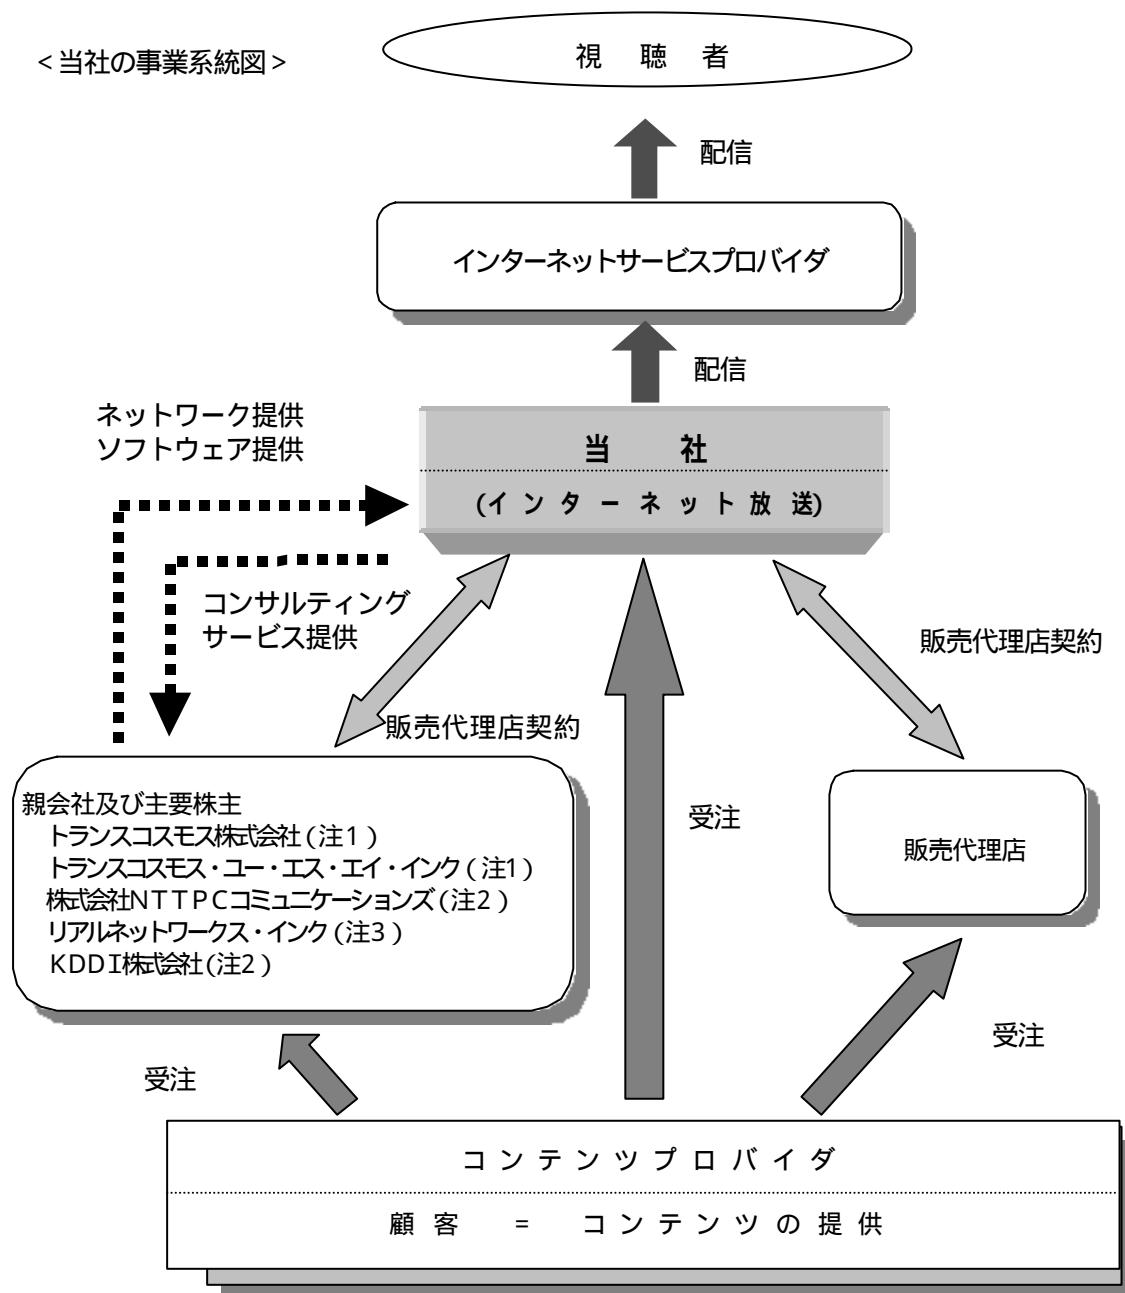 ＜当社の事業系統図＞
視 聴 者
配信
インターネットサービスプロバイダ
配信
ネットワーク提供
ソフトウェア提供
当 社
(インターネット放送)
コンサルティング
サービス提供
販売代理店契約
販売代理店契約
親会社及び主要株主
トランスコスモス株式会社(注1)
トランスコスモス・ユー・エス・エイ・インク(注1)
株式会社NTTPCコミュニケーションズ(注2)
リアルネットワークス・インク(注3)
KDDI株式会社(注2)
受注
販売代理店
受注
受注
コンテンツプロバイダ
顧客 = コンテンツの提供